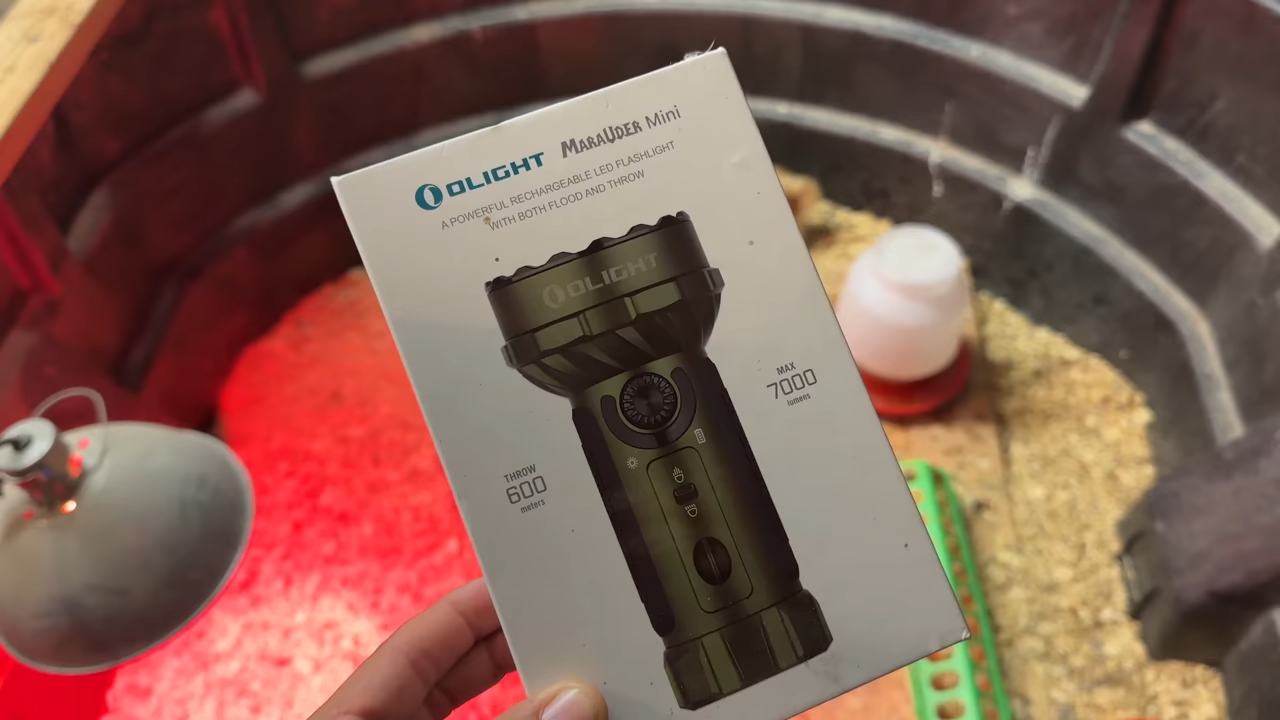 OLIGHT MARAUDER Mini
A POWERFUL RECHARGEABLE LED FLASHLIGHT
WITH BOTH FLOOD AND THROW
OLIGHT
MAX
7000
lumens
THROW
600
meters